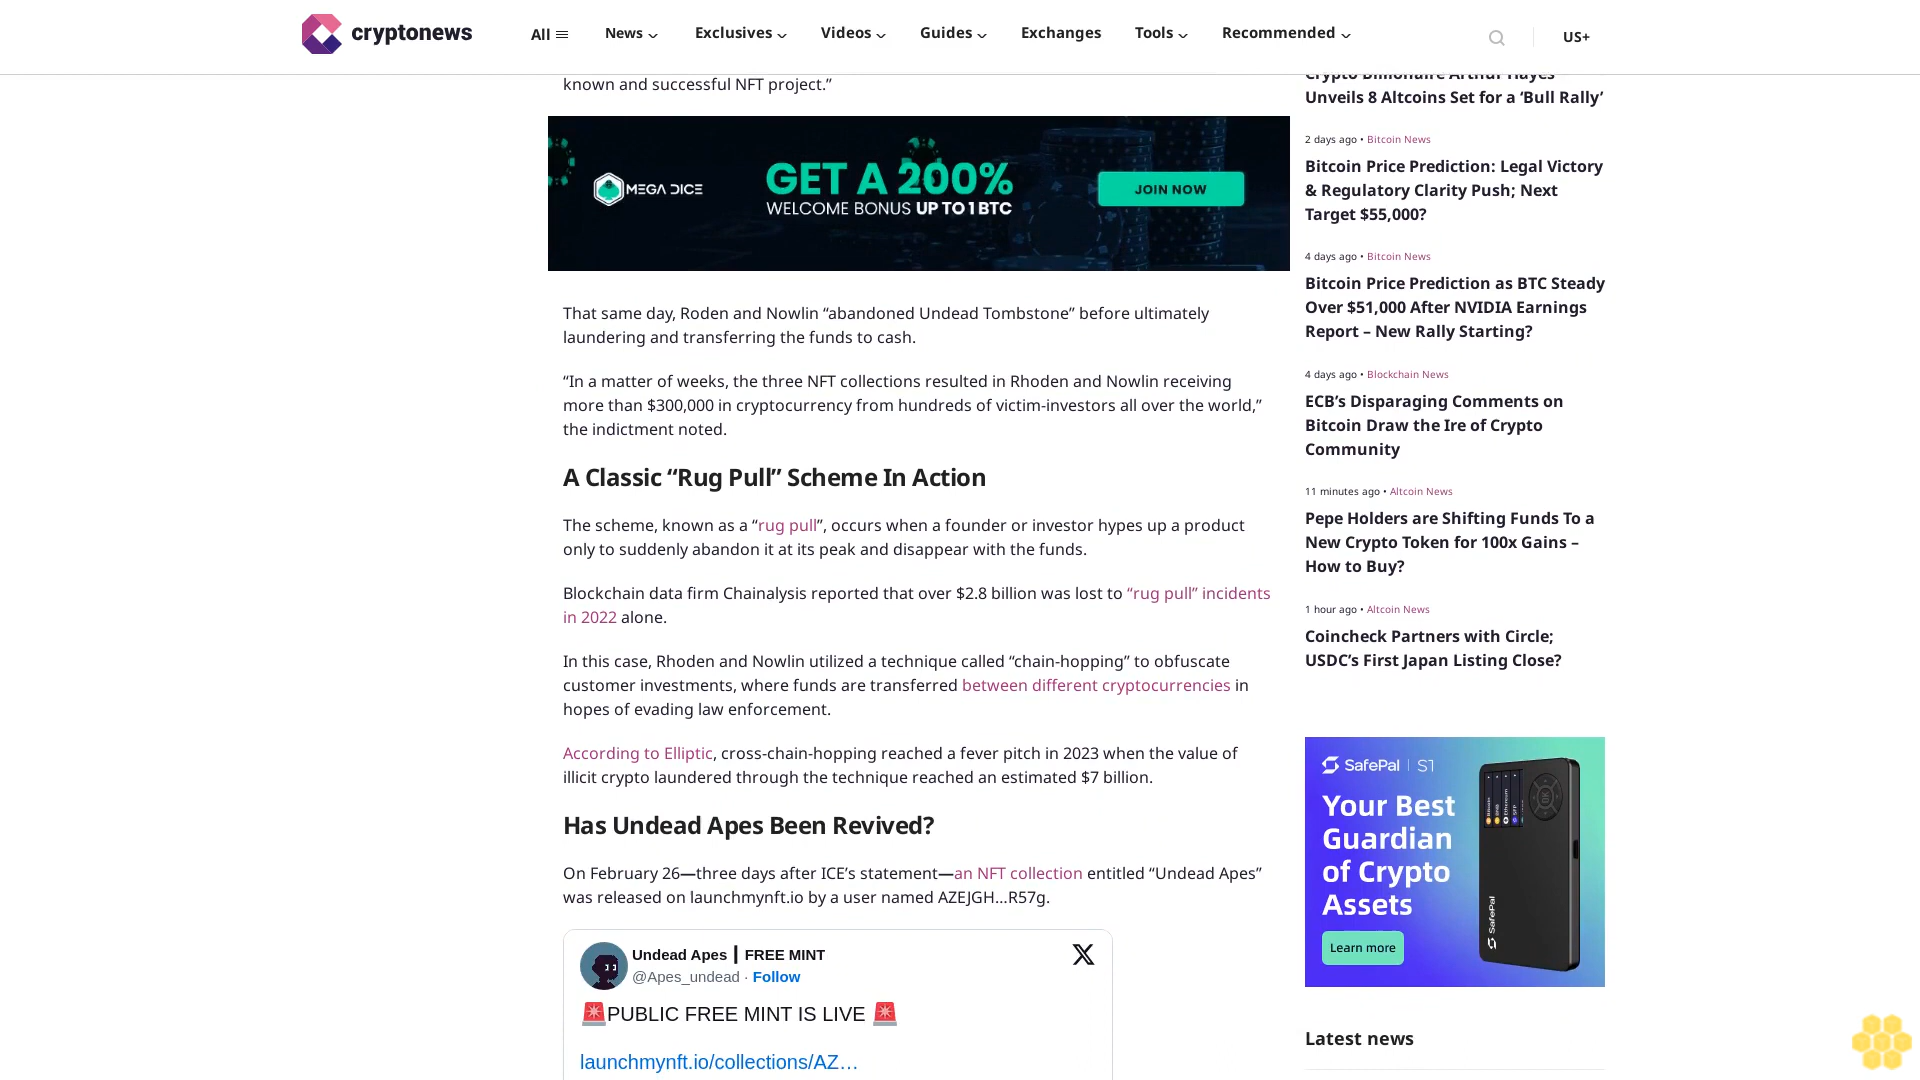 cryptonews
All
News
Exclusives
Videos
Guides
Exchanges
Tools
Recommended
US+
known and successful NFT project.”
MEGA DICE
GET A 200%
WELCOME BONUS UP TO 1 BTC
JOIN NOW
That same day, Roden and Nowlin “abandoned Undead Tombstone” before ultimately
laundering and transferring the funds to cash.
“In a matter of weeks, the three NFT collections resulted in Rhoden and Nowlin receiving
more than $300,000 in cryptocurrency from hundreds of victim-investors all over the world,”
the indictment noted.
A Classic “Rug Pull” Scheme In Action
The scheme, known as a “rug pull”, occurs when a founder or investor hypes up a product
only to suddenly abandon it at its peak and disappear with the funds.
Blockchain data firm Chainalysis reported that over $2.8 billion was lost to “rug pull” incidents
in 2022 alone.
In this case, Rhoden and Nowlin utilized a technique called “chain-hopping” to obfuscate
customer investments, where funds are transferred between different cryptocurrencies in
hopes of evading law enforcement.
According to Elliptic, cross-chain-hopping reached a fever pitch in 2023 when the value of
illicit crypto laundered through the technique reached an estimated $7 billion.
Has Undead Apes Been Revived?
On February 26—three days after ICE’s statement—an NFT collection entitled “Undead Apes”
was released on launchmynft.io by a user named AZEJGH…R57g.
Undead Apes ┃ FREE MINT
@Apes_undead · Follow
🚨PUBLIC FREE MINT IS LIVE 🚨
launchmynft.io/collections/AZ…
Crypto Billionaire Arthur Hayes
Unveils 8 Altcoins Set for a ‘Bull Rally’
2 days ago • Bitcoin News
Bitcoin Price Prediction: Legal Victory
& Regulatory Clarity Push; Next
Target $55,000?
4 days ago • Bitcoin News
Bitcoin Price Prediction as BTC Steady
Over $51,000 After NVIDIA Earnings
Report – New Rally Starting?
4 days ago • Blockchain News
ECB’s Disparaging Comments on
Bitcoin Draw the Ire of Crypto
Community
11 minutes ago • Altcoin News
Pepe Holders are Shifting Funds To a
New Crypto Token for 100x Gains –
How to Buy?
1 hour ago • Altcoin News
Coincheck Partners with Circle;
USDC’s First Japan Listing Close?
SafePal | S1
Your Best
Guardian
of Crypto
Assets
Learn more
SafePal
Latest news